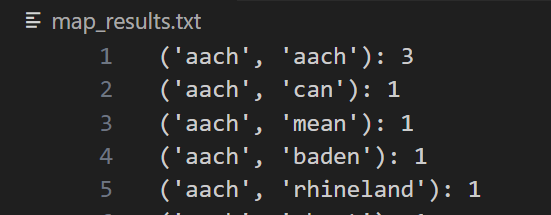 map_results.txt
1 ('aach', 'aach'): 3
2 ('aach', 'can'): 1
3 ('aach', 'mean'): 1
4 ('aach', 'baden'): 1
5 ('aach', 'rhineland'): 1